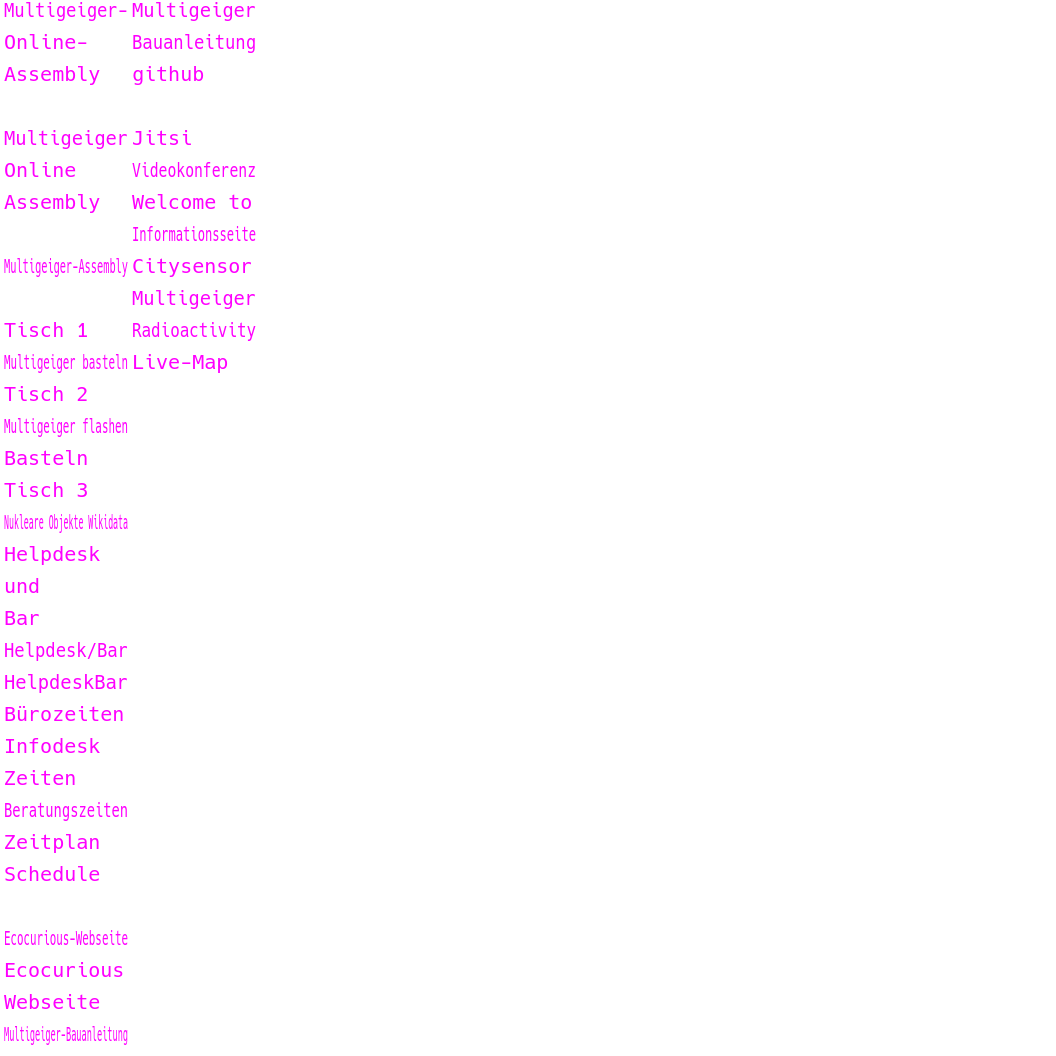 Multigeiger-
Online-
Assembly
Multigeiger
Online
Assembly
Multigeiger-Assembly
Tisch 1
Multigeiger basteln
Tisch 2
Multigeiger flashen
Basteln
Tisch 3
Nukleare Objekte Wikidata
Helpdesk
und
Bar
Helpdesk/Bar
HelpdeskBar
Bürozeiten
Infodesk
Zeiten
Beratungszeiten
Zeitplan
Schedule
Ecocurious-Webseite
Ecocurious
Webseite
Multigeiger-Bauanleitung
Multigeiger
Bauanleitung
github
Jitsi
Videokonferenz
Welcome to
Informationsseite
Citysensor
Multigeiger
Radioactivity
Live-Map